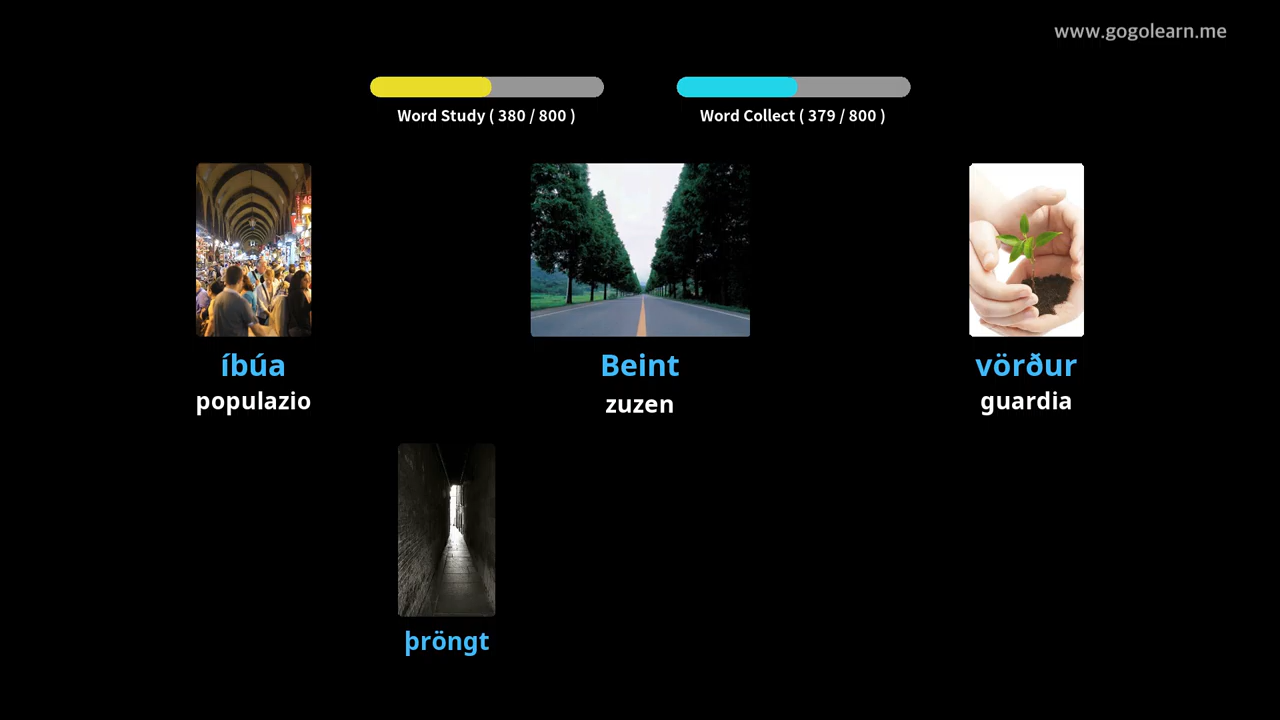 www.gogolearn.me
Word Study ( 380 / 800 )
Word Collect ( 379 / 800 )
íbúa
populazio
Beint
zuzen
vörður
guardia
þröngt